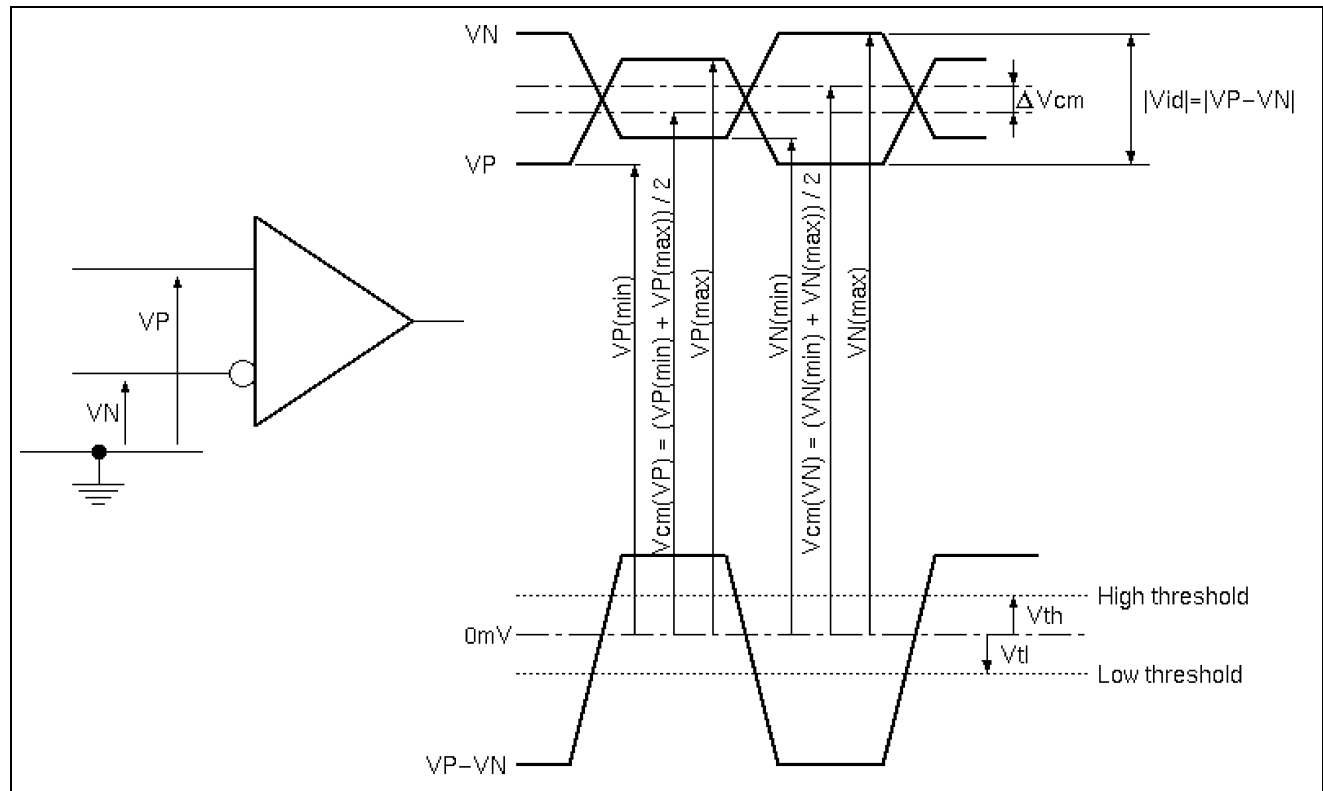 VN
ΔVcm
|Vid|=|VP−VN|
VP
VP(min)
Vcm(VP) = (VP(min) + VP(max)) / 2
VP(max)
VN(min)
Vcm(VN) = (VN(min) + VN(max)) / 2
VN(max)
VP
VN
High threshold
Vth
0mV
Vtl
Low threshold
VP−VN